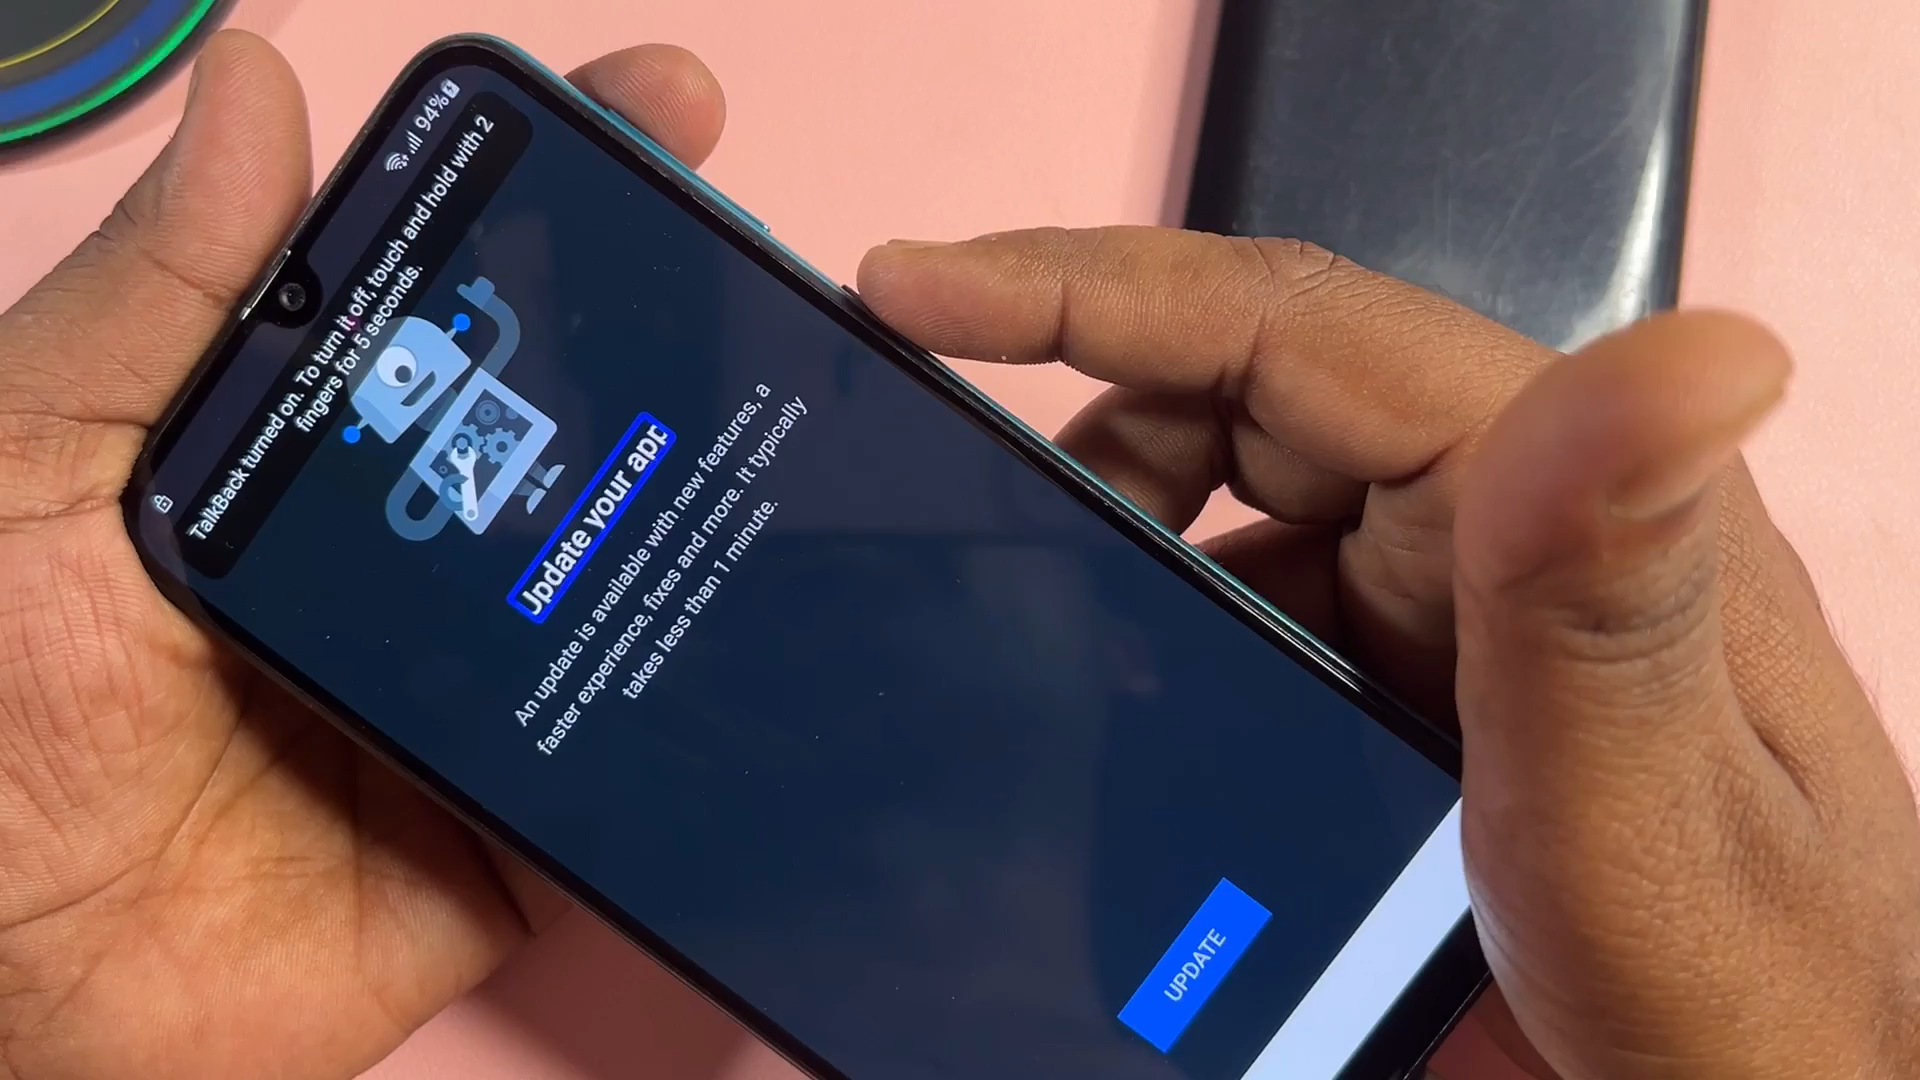 94%
TalkBack turned on. To turn it off, touch and hold with 2
fingers for 5 seconds.
Update your app
An update is available with new features, a
faster experience, fixes and more. It typically
takes less than 1 minute.
UPDATE